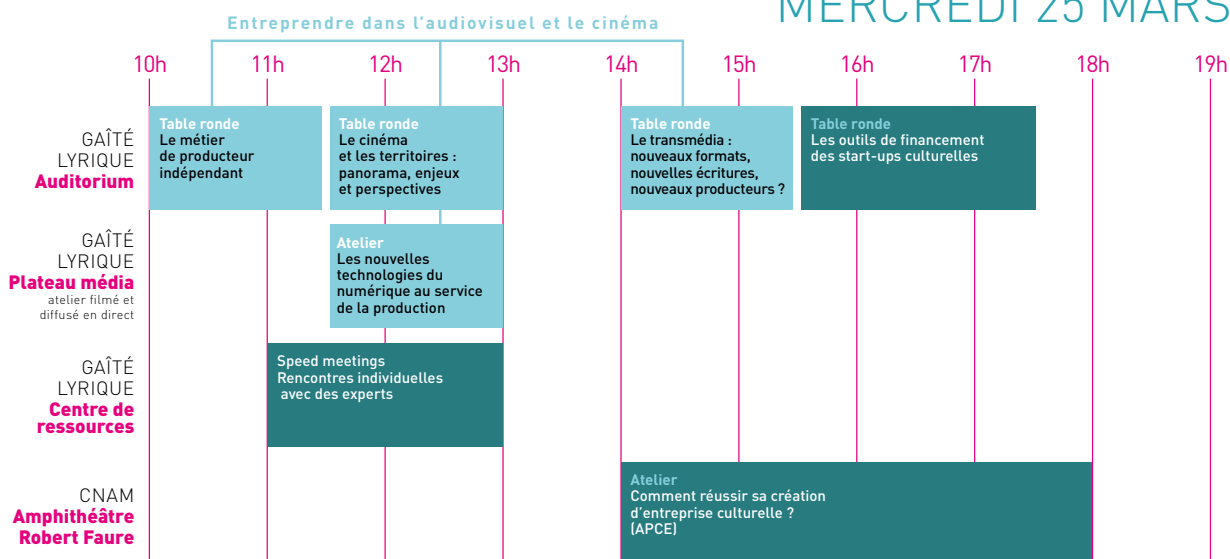 MERCREDI 25 MARS
Entreprendre dans l'audiovisuel et le cinéma
10h 11h 12h 13h 14h 15h 16h 17h 18h 19h
GAÎTÉ
LYRIQUE
Auditorium
Table ronde
Le métier
de producteur
indépendant
Table ronde
Le cinéma
et les territoires :
panorama, enjeux
et perspectives
Table ronde
Le transmédia :
nouveaux formats,
nouvelles écritures,
nouveaux producteurs ?
Table ronde
Les outils de financement
des start-ups culturelles
GAÎTÉ
LYRIQUE
Plateau média
atelier filmé et
diffusé en direct
Atelier
Les nouvelles
technologies du
numérique au service
de la production
GAÎTÉ
LYRIQUE
Centre de
ressources
Speed meetings
Rencontres individuelles
avec des experts
CNAM
Amphithéâtre
Robert Faure
Atelier
Comment réussir sa création
d'entreprise culturelle ?
(APCE)